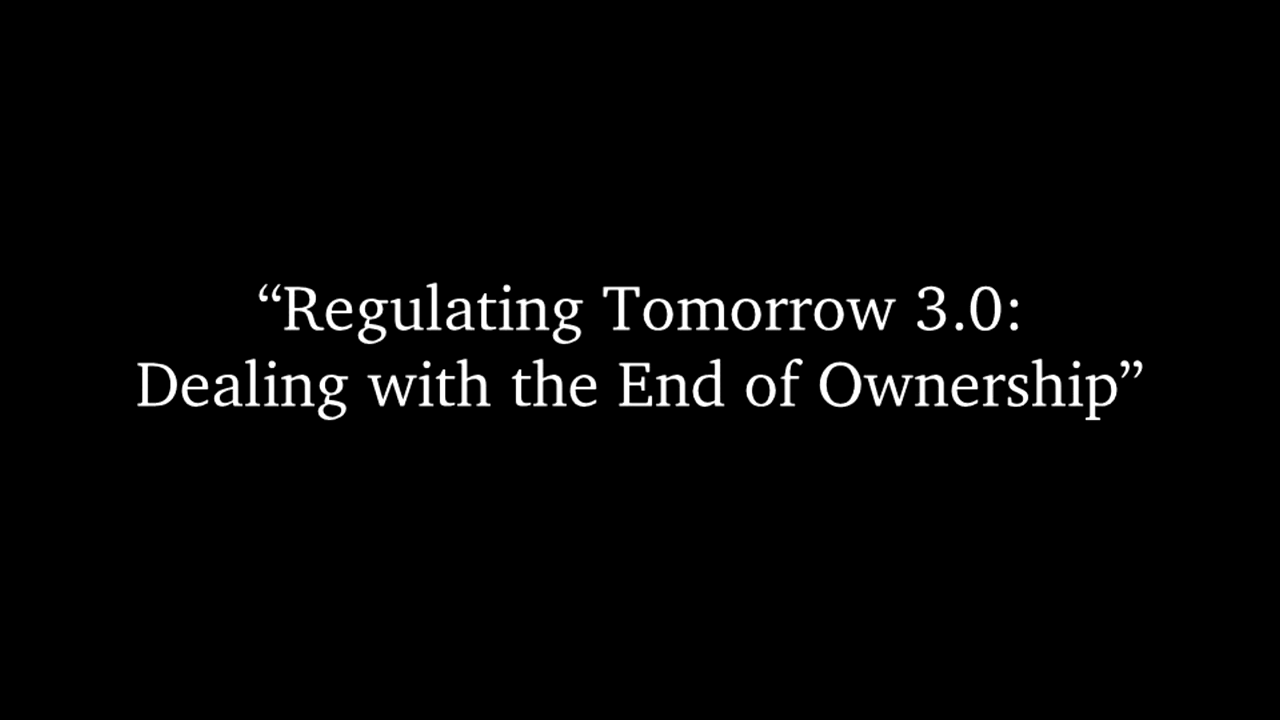 “Regulating Tomorrow 3.0:
Dealing with the End of Ownership”